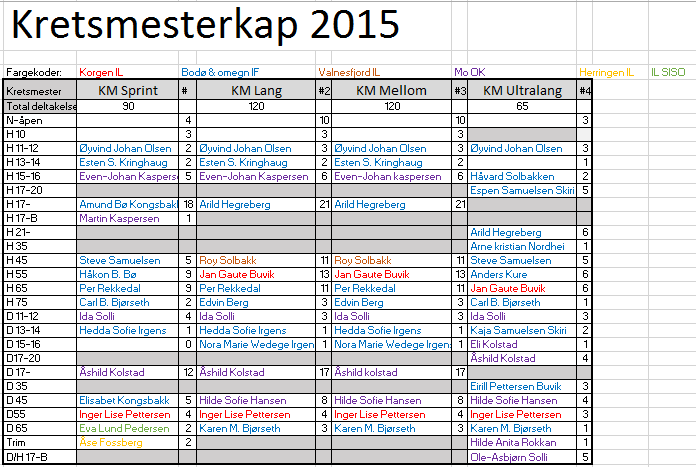 Kretsmesterkap 2015
Fargekoder: Korgen IL Bodø & omegn IF Valnesfjord IL Mo OK Herringen IL IL SISO
Kretsmester KM Sprint # KM Lang #2 KM Mellom #3 KM Ultralang #4
Total deltakelse 90 120 120 65
N-åpen 4 10 10 3
H 10 3 3 3
H 11-12 Øyvind Johan Olsen 2 Øyvind Johan Olsen 3 Øyvind Johan Olsen 3 Øyvind Johan Olsen 3
H 13-14 Esten S. Kringhaug 2 Esten S. Kringhaug 2 Esten S. Kringhaug 2 1
H 15-16 Even-Johan Kasperse 5 Even-Johan Kaspersen 6 Even-Johan kaspersen 6 Håvard Solbakken 2
H 17-20 Espen Samuelsen Skiri 5
H 17- Amund Bø Kongsbakl 18 Arild Hegreberg 21 Arild Hegreberg 21
H 17-B Martin Kaspersen 1
H 21- Arild Hegreberg 6
H 35 Arne kristian Nordhei 1
H 45 Steve Samuelsen 5 Roy Solbakk 11 Roy Solbakk 11 Steve Samuelsen 5
H 55 Håkon B. Bø 9 Jan Gaute Buvik 13 Jan Gaute Buvik 13 Anders Kure 6
H 65 Per Rekkedal 9 Per Rekkedal 11 Per Rekkedal 11 Jan Gaute Buvik 6
H 75 Carl B. Bjørseth 2 Edvin Berg 3 Edvin Berg 3 Carl B. Bjørseth 1
D 11-12 Ida Solli 4 Ida Solli 3 Ida Solli 3 Ida Solli 3
D 13-14 Hedda Sofie Irgens 1 Hedda Sofie Irgens 1 Hedda Sofie Irgens 1 Kaja Samuelsen Skiri 2
D 15-16 0 Nora Marie Wedege Irgen 1 Nora Marie Wedege Irgens 1 Eli Kolstad 1
D17-20 Åshild Kolstad 4
D 17- Åshild Kolstad 12 Åshild Kolstad 17 Åshild kolstad 17
D 35 Eirill Pettersen Buvik 3
D 45 Elisabet Kongsbakk 5 Hilde Sofie Hansen 8 Hilde Sofie Hansen 8 Hilde Sofie Hansen 4
D55 Inger Lise Pettersen 4 Inger Lise Pettersen 4 Inger Lise Pettersen 4 Inger Lise Pettersen 3
D 65 Eva Lund Pedersen 2 Karen M. Bjørseth 3 Karen M. Bjørseth 3 Karen M. Bjørseth 3
Trim Åse Fossberg 2 Hilde Anita Rokkan 1
D/H 17-B Ole-Asbjørn Solli 5